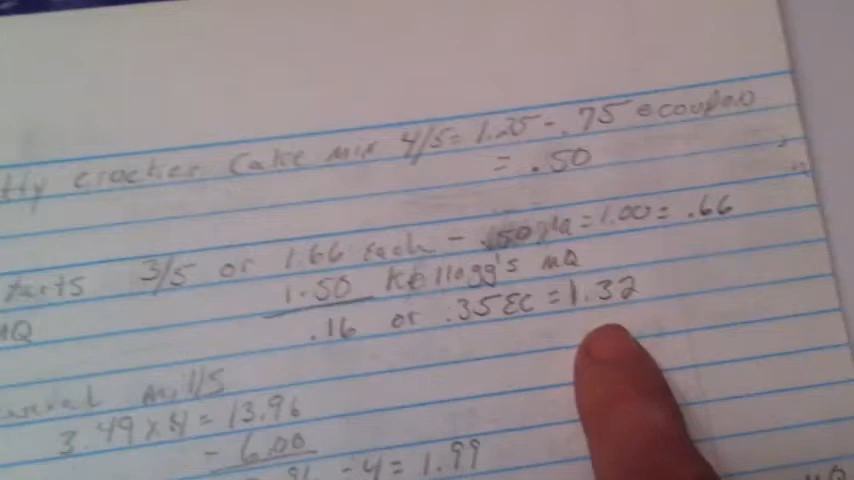 tty crocker Cake mix 4/5 = 1.25 - .75 ecoupon
= .50
tarts 3/5 or 1.66 each - .50 = 1.00 = .66
1.50 Kellogg's MQ
MQ .16 or .35 EC = 1.32
mills
3.49 x 4 = 13.96
- 6.00
- 4 = 1.99
MQ